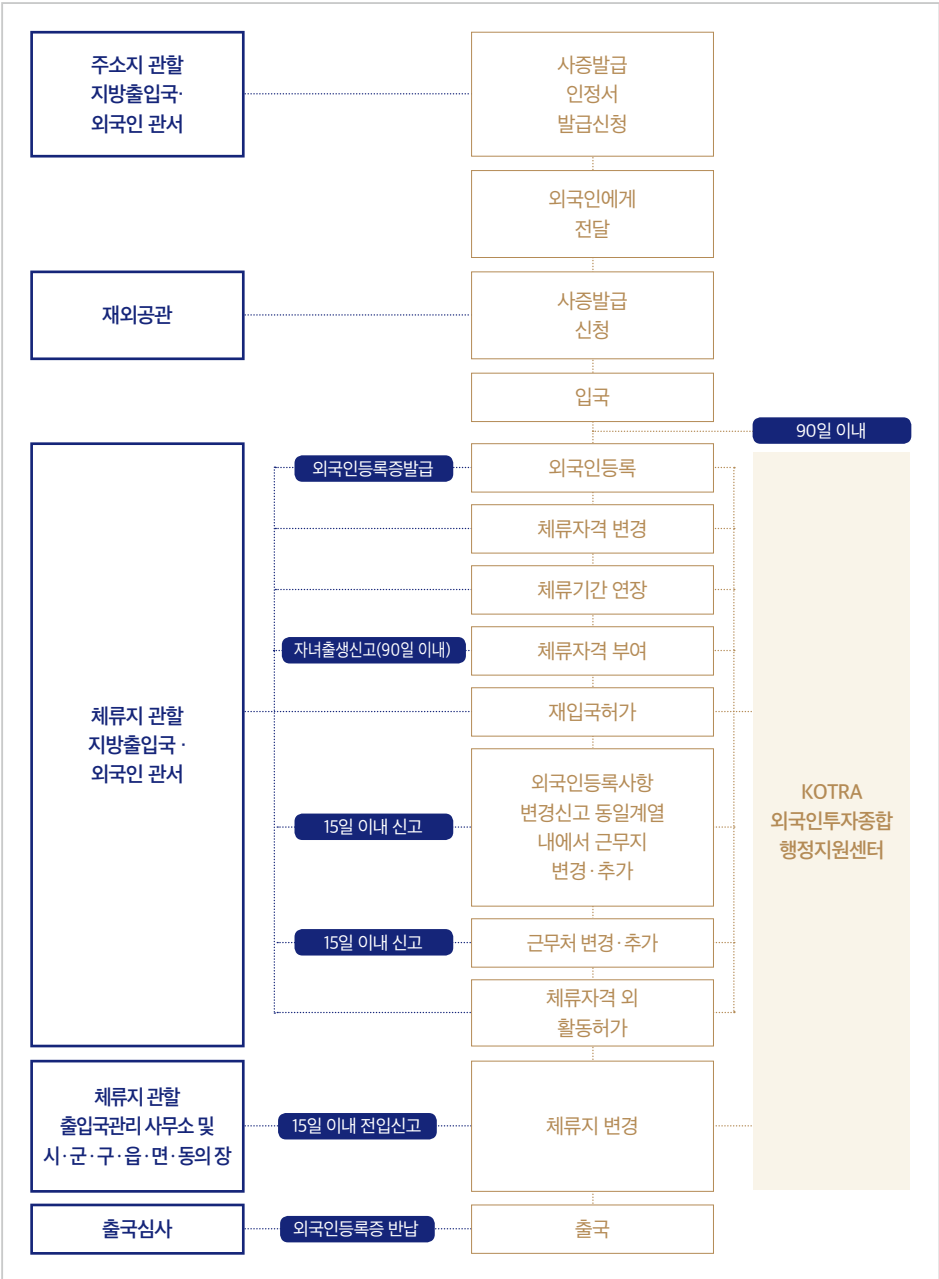 주소지 관할
지방출입국·
외국인 관서
사증발급
인정서
발급신청
외국인에게
전달
재외공관
사증발급
신청
입국
90일 이내
외국인등록증발급
외국인등록
체류자격 변경
체류기간 연장
자녀출생신고(90일 이내)
체류자격 부여
체류지 관할
지방출입국·
외국인 관서
재입국허가
15일 이내 신고
외국인등록사항
변경신고 동일계열
내에서 근무지
변경·추가
KOTRA
외국인투자종합
행정지원센터
15일 이내 신고
근무처 변경·추가
체류자격 외
활동허가
체류지 관할
출입국관리 사무소 및
시·군·구·읍·면·동의 장
15일 이내 전입신고
체류지 변경
출국심사
외국인등록증 반납
출국